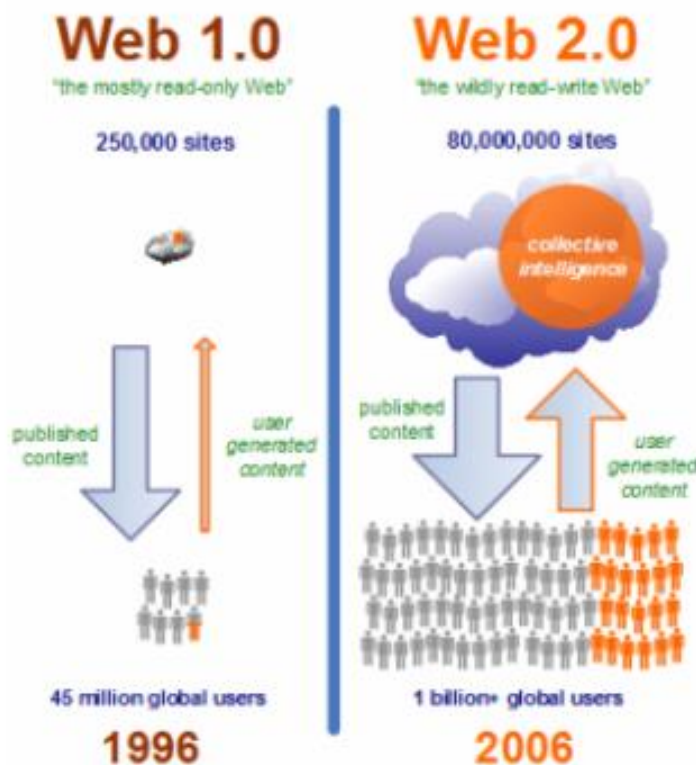 Web 1.0
"the mostly read-only Web"
250,000 sites
published
content
user
generated
content
45 million global users
1996
Web 2.0
"the wildly read-write Web"
80,000,000 sites
collective
intelligence
published
content
user
generated
content
1 billion+ global users
2006